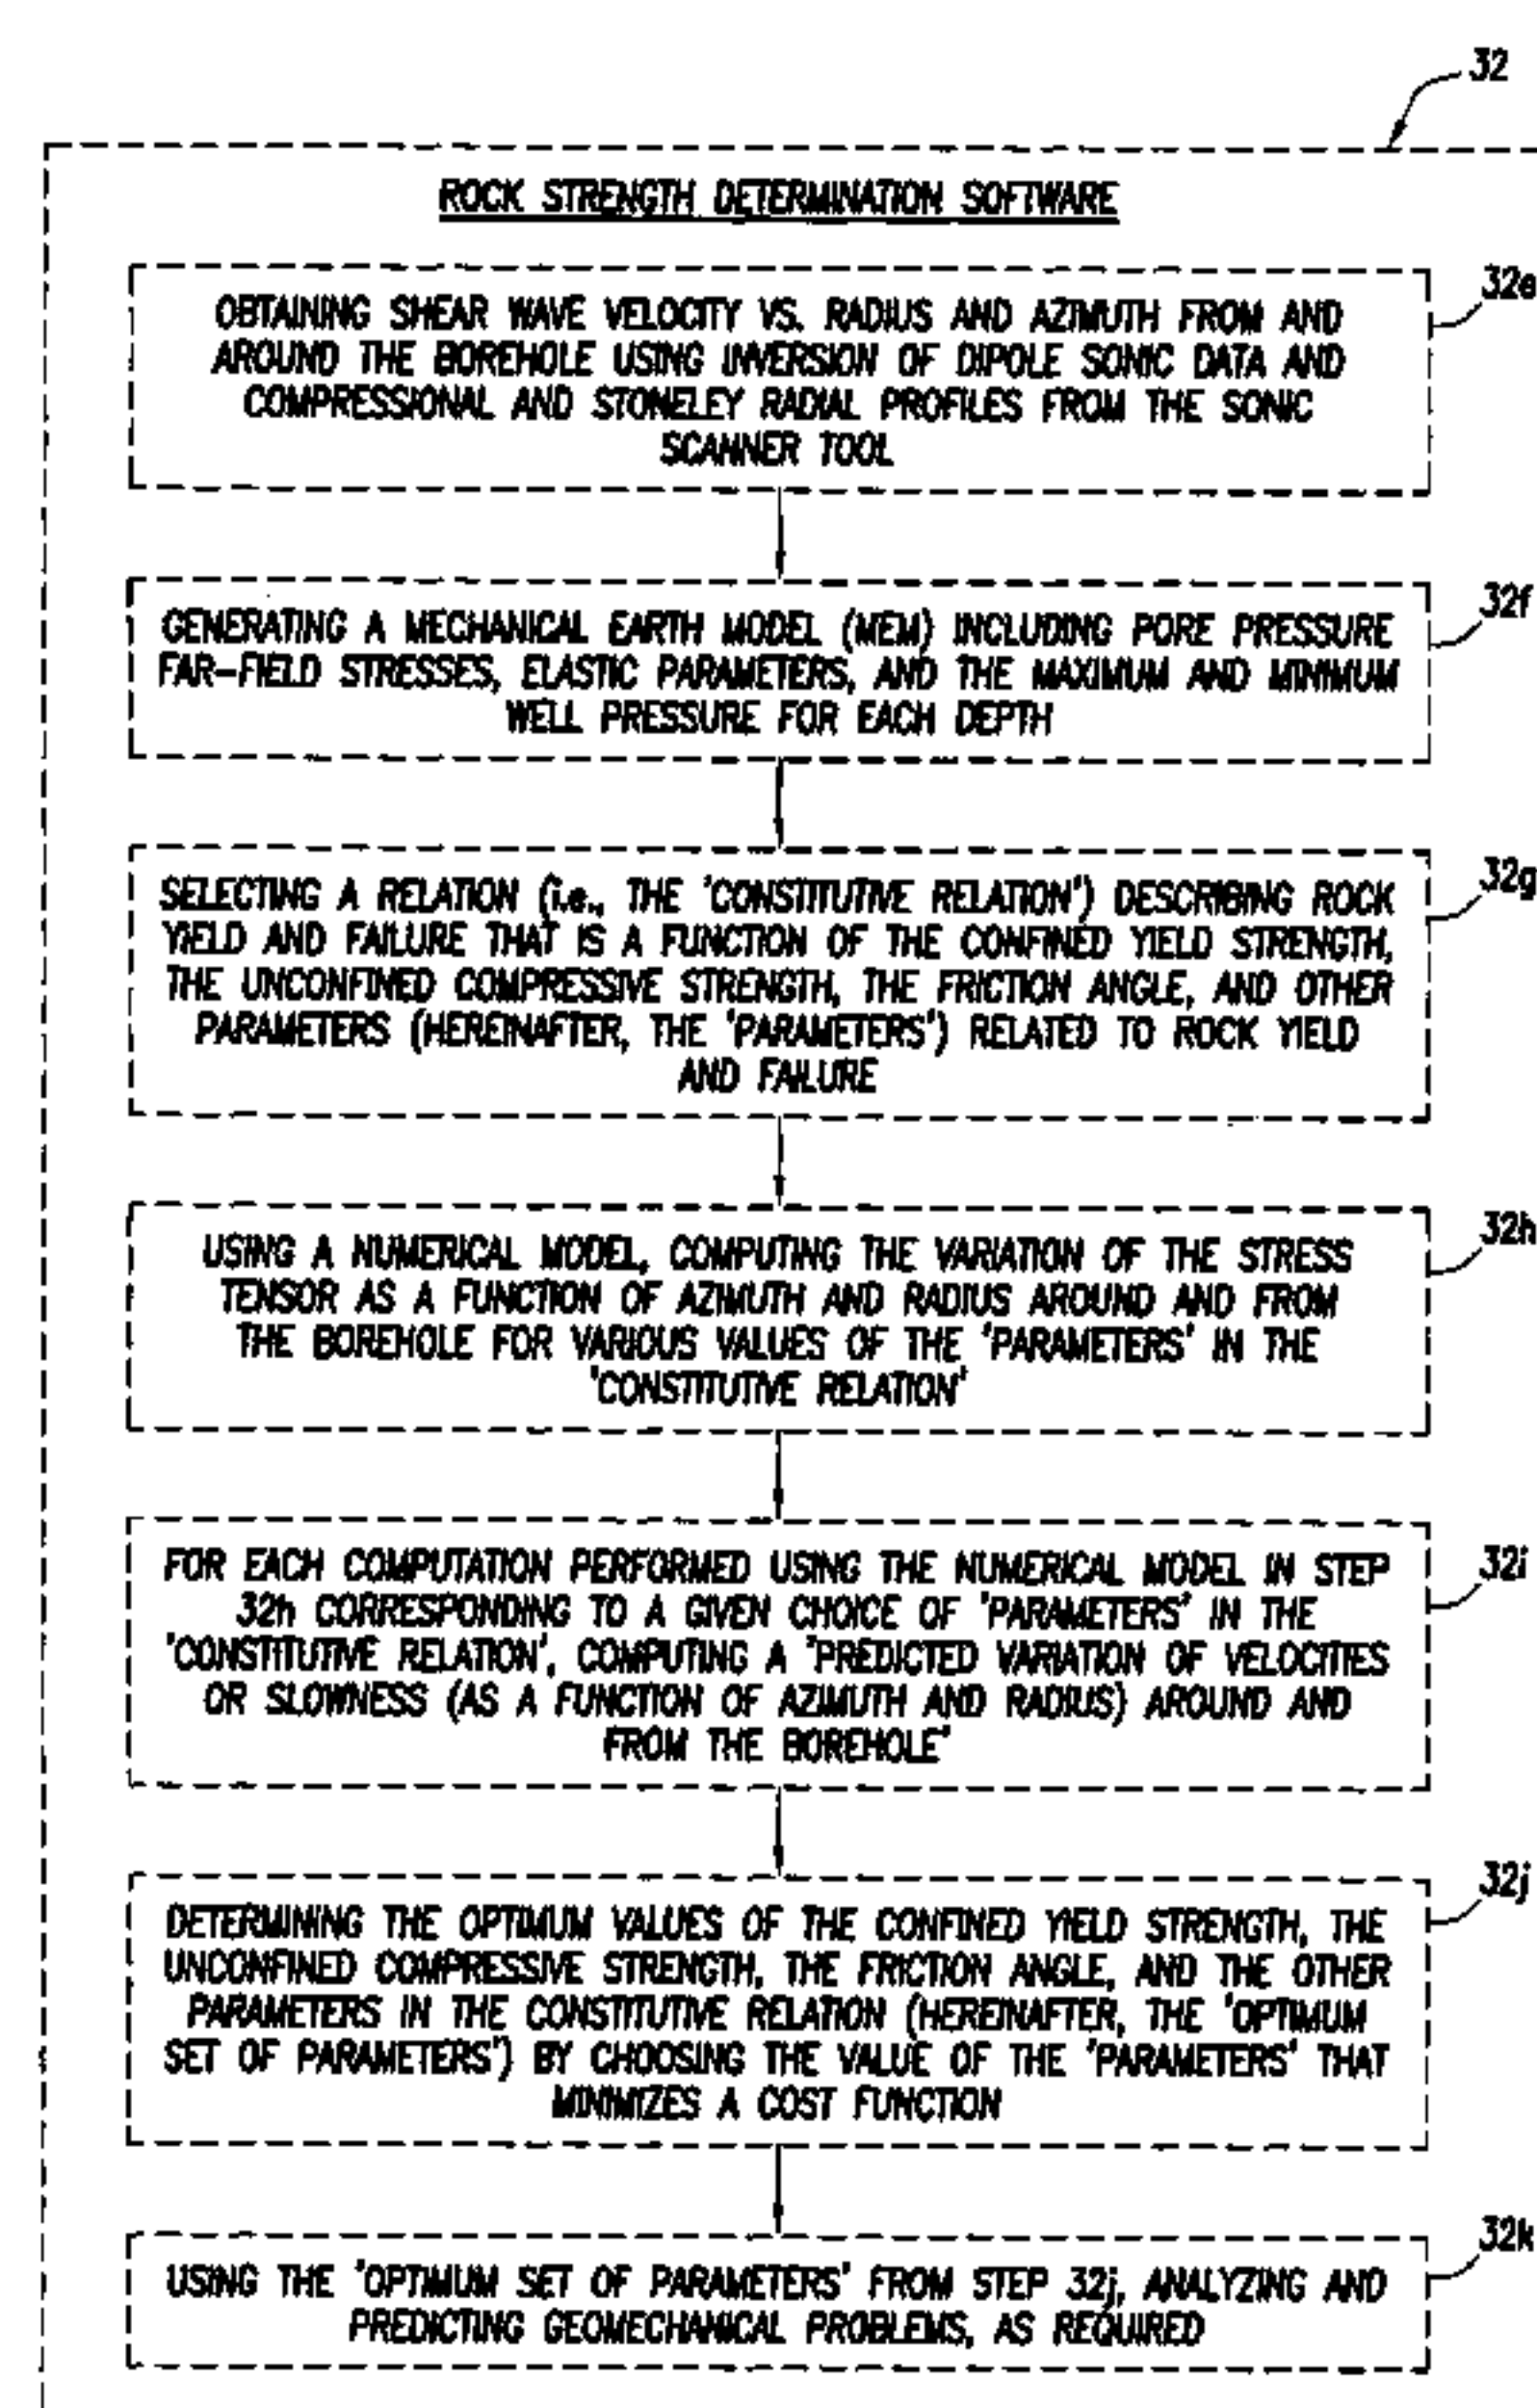 32
ROCK STRENGTH DETERMINATION SOFTWARE
32e
OBTAINING SHEAR WAVE VELOCITY VS. RADIUS AND AZIMUTH FROM AND
AROUND THE BOREHOLE USING INVERSION OF DIPOLE SONIC DATA AND
COMPRESSIONAL AND STONELEY RADIAL PROFILES FROM THE SONIC
SCANNER TOOL
32f
GENERATING A MECHANICAL EARTH MODEL (MEM) INCLUDING PORE PRESSURE
FAR-FIELD STRESSES, ELASTIC PARAMETERS, AND THE MAXIMUM AND MINIMUM
WELL PRESSURE FOR EACH DEPTH
32g
SELECTING A RELATION (i.e., THE 'CONSTITUTIVE RELATION') DESCRIBING ROCK
YIELD AND FAILURE THAT IS A FUNCTION OF THE CONFINED YIELD STRENGTH,
THE UNCONFINED COMPRESSIVE STRENGTH, THE FRICTION ANGLE, AND OTHER
PARAMETERS (HEREINAFTER, THE 'PARAMETERS') RELATED TO ROCK YIELD
AND FAILURE
32h
USING A NUMERICAL MODEL, COMPUTING THE VARIATION OF THE STRESS
TENSOR AS A FUNCTION OF AZIMUTH AND RADIUS AROUND AND FROM
THE BOREHOLE FOR VARIOUS VALUES OF THE 'PARAMETERS' IN THE
'CONSTITUTIVE RELATION'
32i
FOR EACH COMPUTATION PERFORMED USING THE NUMERICAL MODEL IN STEP
32h CORRESPONDING TO A GIVEN CHOICE OF 'PARAMETERS' IN THE
'CONSTITUTIVE RELATION', COMPUTING A 'PREDICTED VARIATION OF VELOCITIES
OR SLOWNESS (AS A FUNCTION OF AZIMUTH AND RADIUS) AROUND AND
FROM THE BOREHOLE'
32j
DETERMINING THE OPTIMUM VALUES OF THE CONFINED YIELD STRENGTH, THE
UNCONFINED COMPRESSIVE STRENGTH, THE FRICTION ANGLE, AND THE OTHER
PARAMETERS IN THE CONSTITUTIVE RELATION (HEREINAFTER, THE 'OPTIMUM
SET OF PARAMETERS') BY CHOOSING THE VALUE OF THE 'PARAMETERS' THAT
MINIMIZES A COST FUNCTION
32k
USING THE 'OPTIMUM SET OF PARAMETERS' FROM STEP 32j, ANALYZING AND
PREDICTING GEOMECHANICAL PROBLEMS, AS REQUIRED